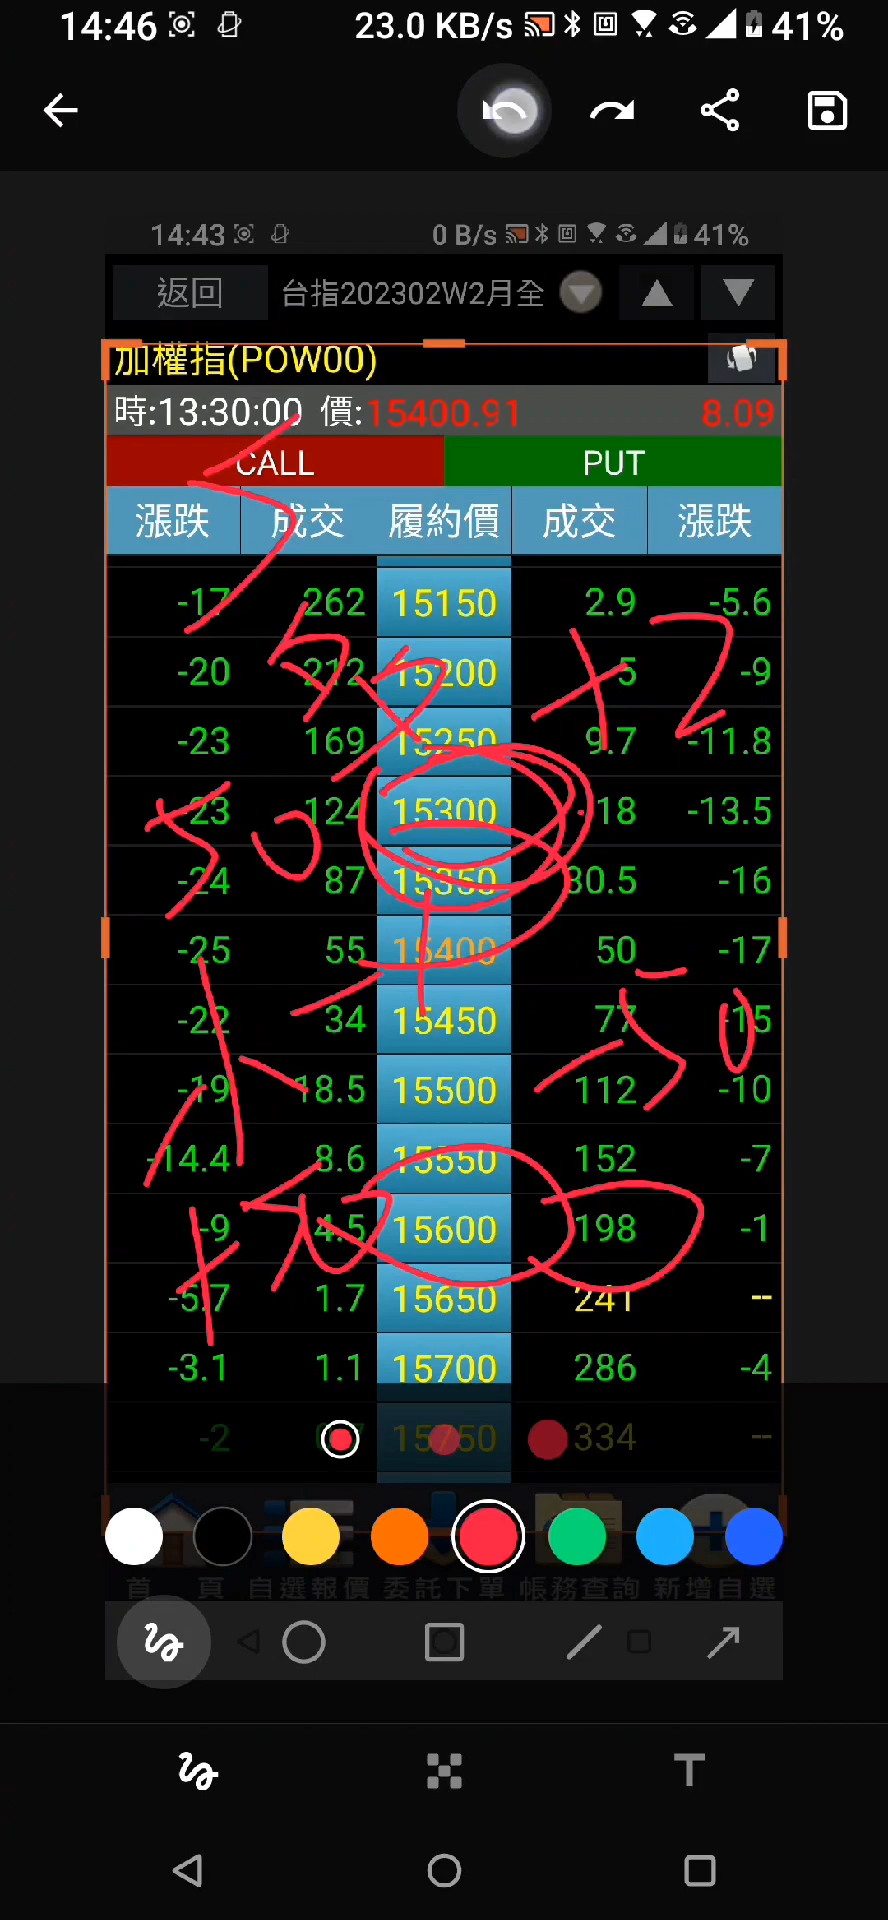 14:46 23.0 KB/s 41%
14:43 0 B/s 41%
返回 台指202302W2月全
加權指(POW00)
時:13:30:00 價:15400.91 8.09
CALL PUT
漲跌 成交 履約價 成交 漲跌
-17 262 15150 2.9 -5.6
-20 212 15200 5 -9
-23 169 15250 9.7 -11.8
-23 124 15300 18 -13.5
-24 87 15350 30.5 -16
-25 55 15400 50 -17
-22 34 15450 77 -15
-19 18.5 15500 112 -10
-14.4 8.6 15550 152 -7
-9 4.5 15600 198 -1
-5.7 1.7 15650 241 --
-3.1 1.1 15700 286 -4
-2 15750 334 --
首頁 自選報價 委託下單 帳務查詢 新增自選
T